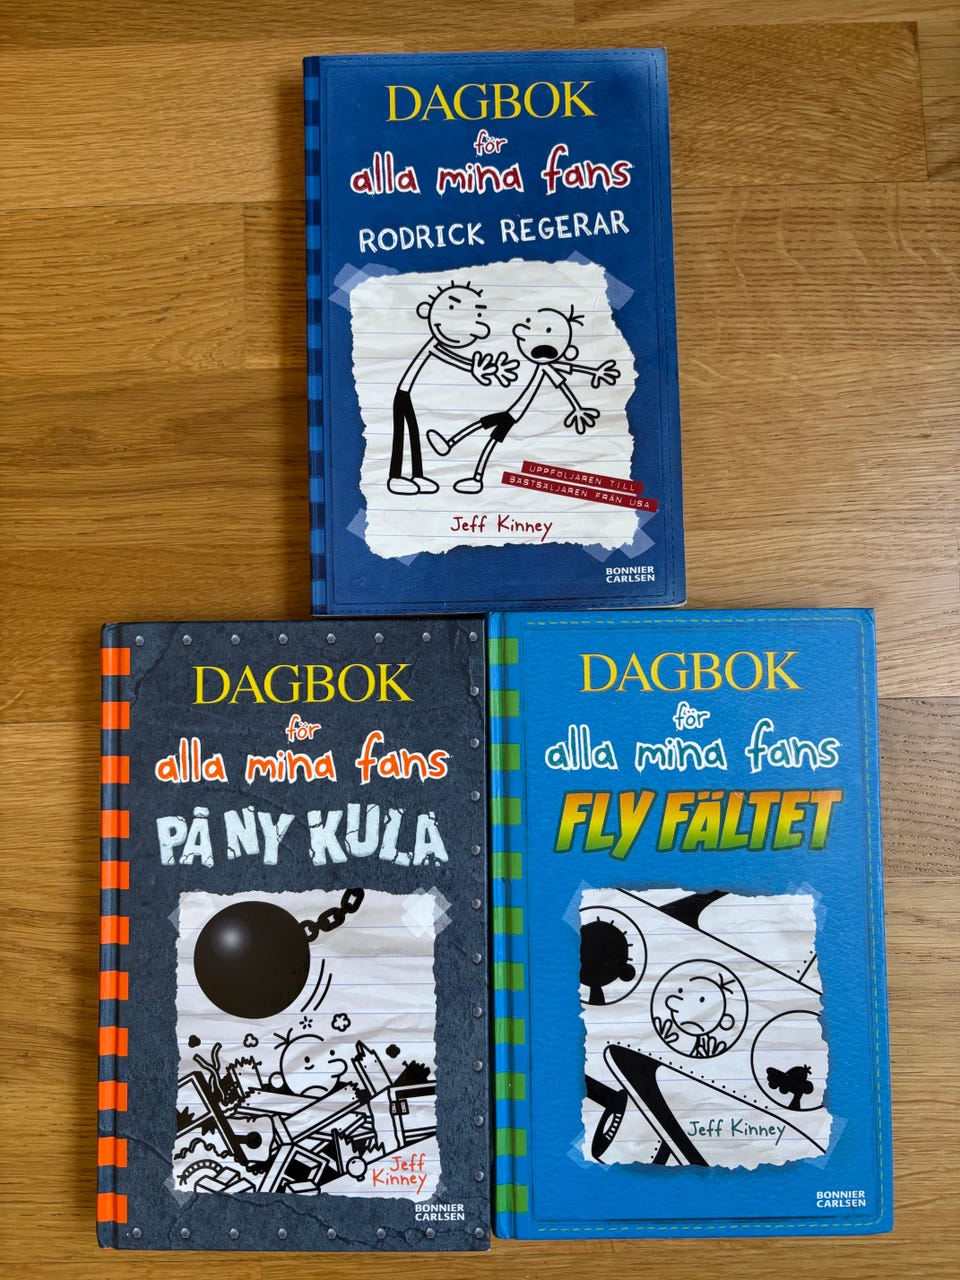 DAGBOK
för
alla mina fans
RODRICK REGERAR
UPPFÖLJAREN TILL
BÄSTSÄLJAREN FRÅN USA
Jeff Kinney
BONNIER
CARLSEN
DAGBOK
för
alla mina fans
PÅ NY KULA
Jeff
Kinney
BONNIER
CARLSEN
DAGBOK
för
alla mina fans
FLY FÄLTET
Jeff Kinney
BONNIER
CARLSEN